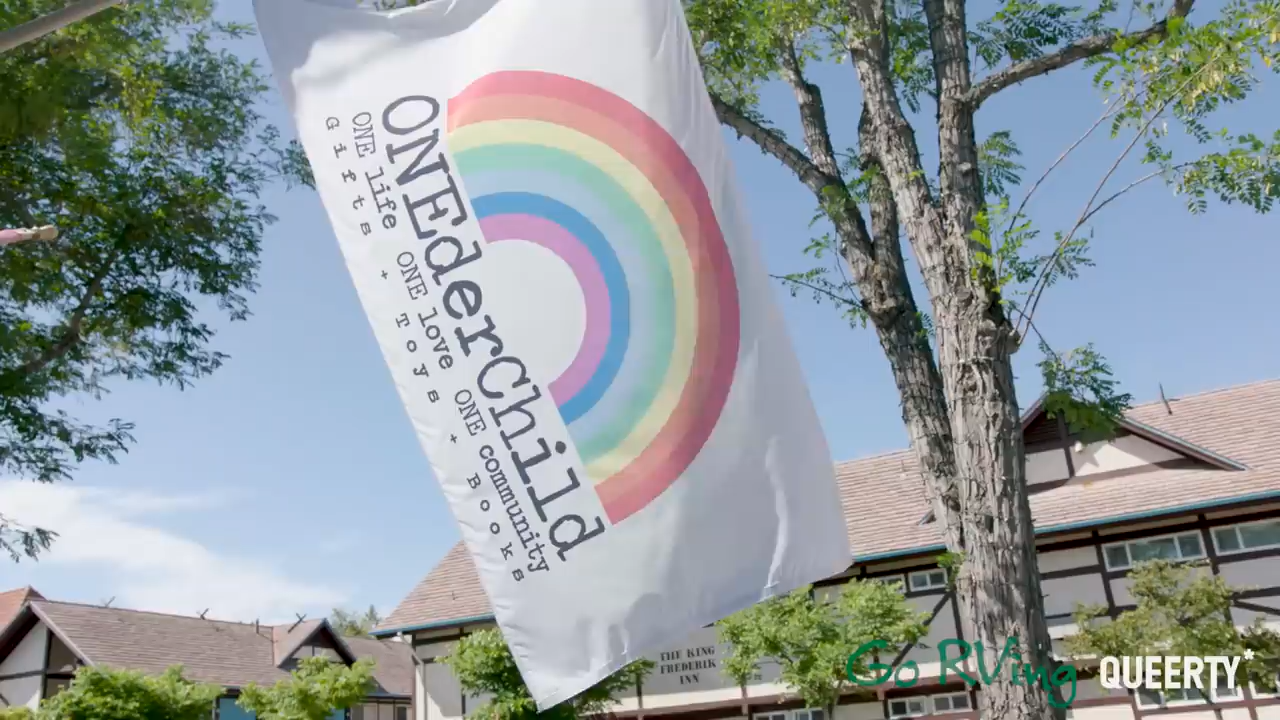 ONEderchild
ONE life ONE love ONE community
Gifts + Toys + Books
THE KING
FREDERIK
INN
Go RVing
QUEERTY*